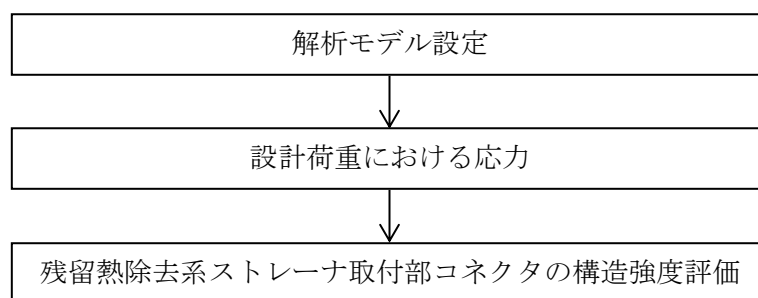 解析モデル設定
設計荷重における応力
残留熱除去系ストレーナ取付部コネクタの構造強度評価